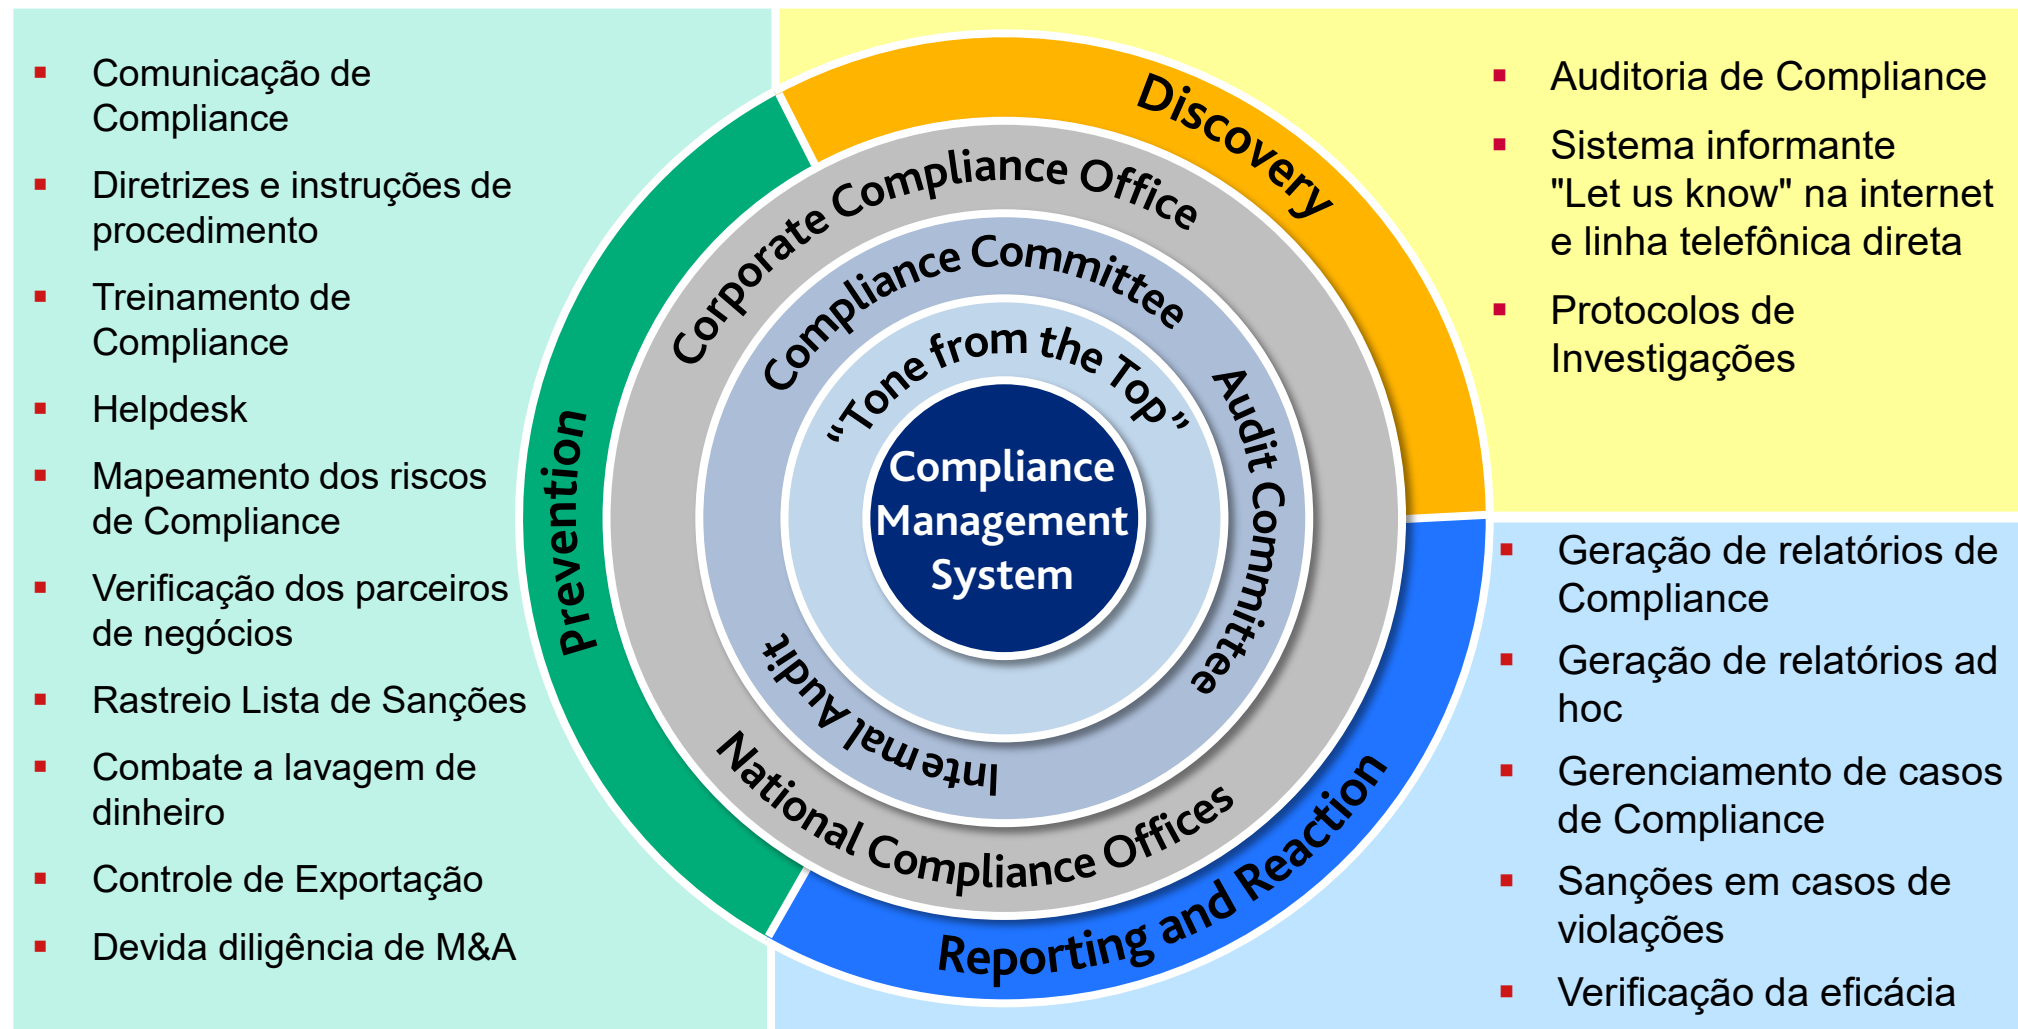 Comunicação de
Compliance
Diretrizes e instruções de
procedimento
Treinamento de
Compliance
Helpdesk
Mapeamento dos riscos
de Compliance
Verificação dos parceiros
de negócios
Rastreio Lista de Sanções
Combate a lavagem de
dinheiro
Controle de Exportação
Devida diligência de M&A
Prevention
Discovery
Reporting and Reaction
Corporate Compliance Office
National Compliance Offices
Compliance Committee
Audit Committee
Internal Audit
“Tone from the Top”
Compliance
Management
System
Auditoria de Compliance
Sistema informante
"Let us know" na internet
e linha telefônica direta
Protocolos de
Investigações
Geração de relatórios de
Compliance
Geração de relatórios ad
hoc
Gerenciamento de casos
de Compliance
Sanções em casos de
violações
Verificação da eficácia